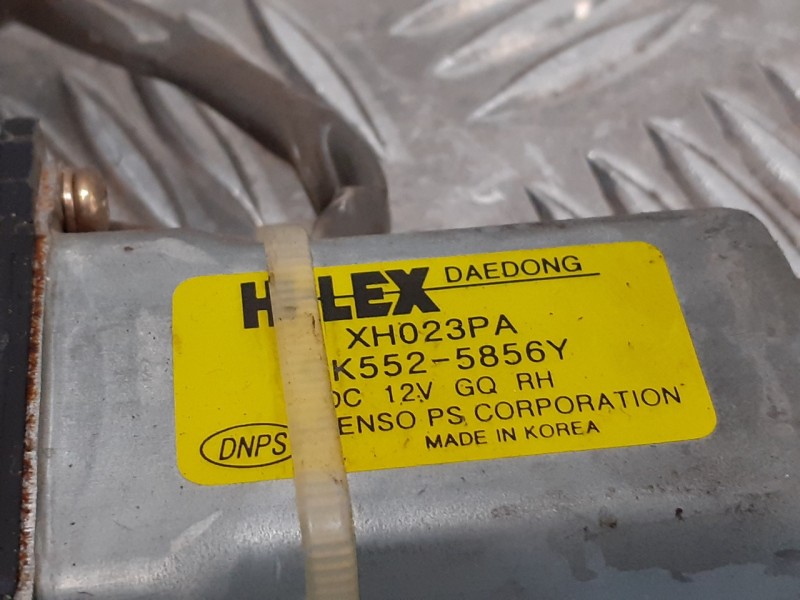 H-LEX DAEDONG
XH023PA
K552-5856Y
DC 12V GQ RH
DNPS ENSO PS CORPORATION
MADE IN KOREA